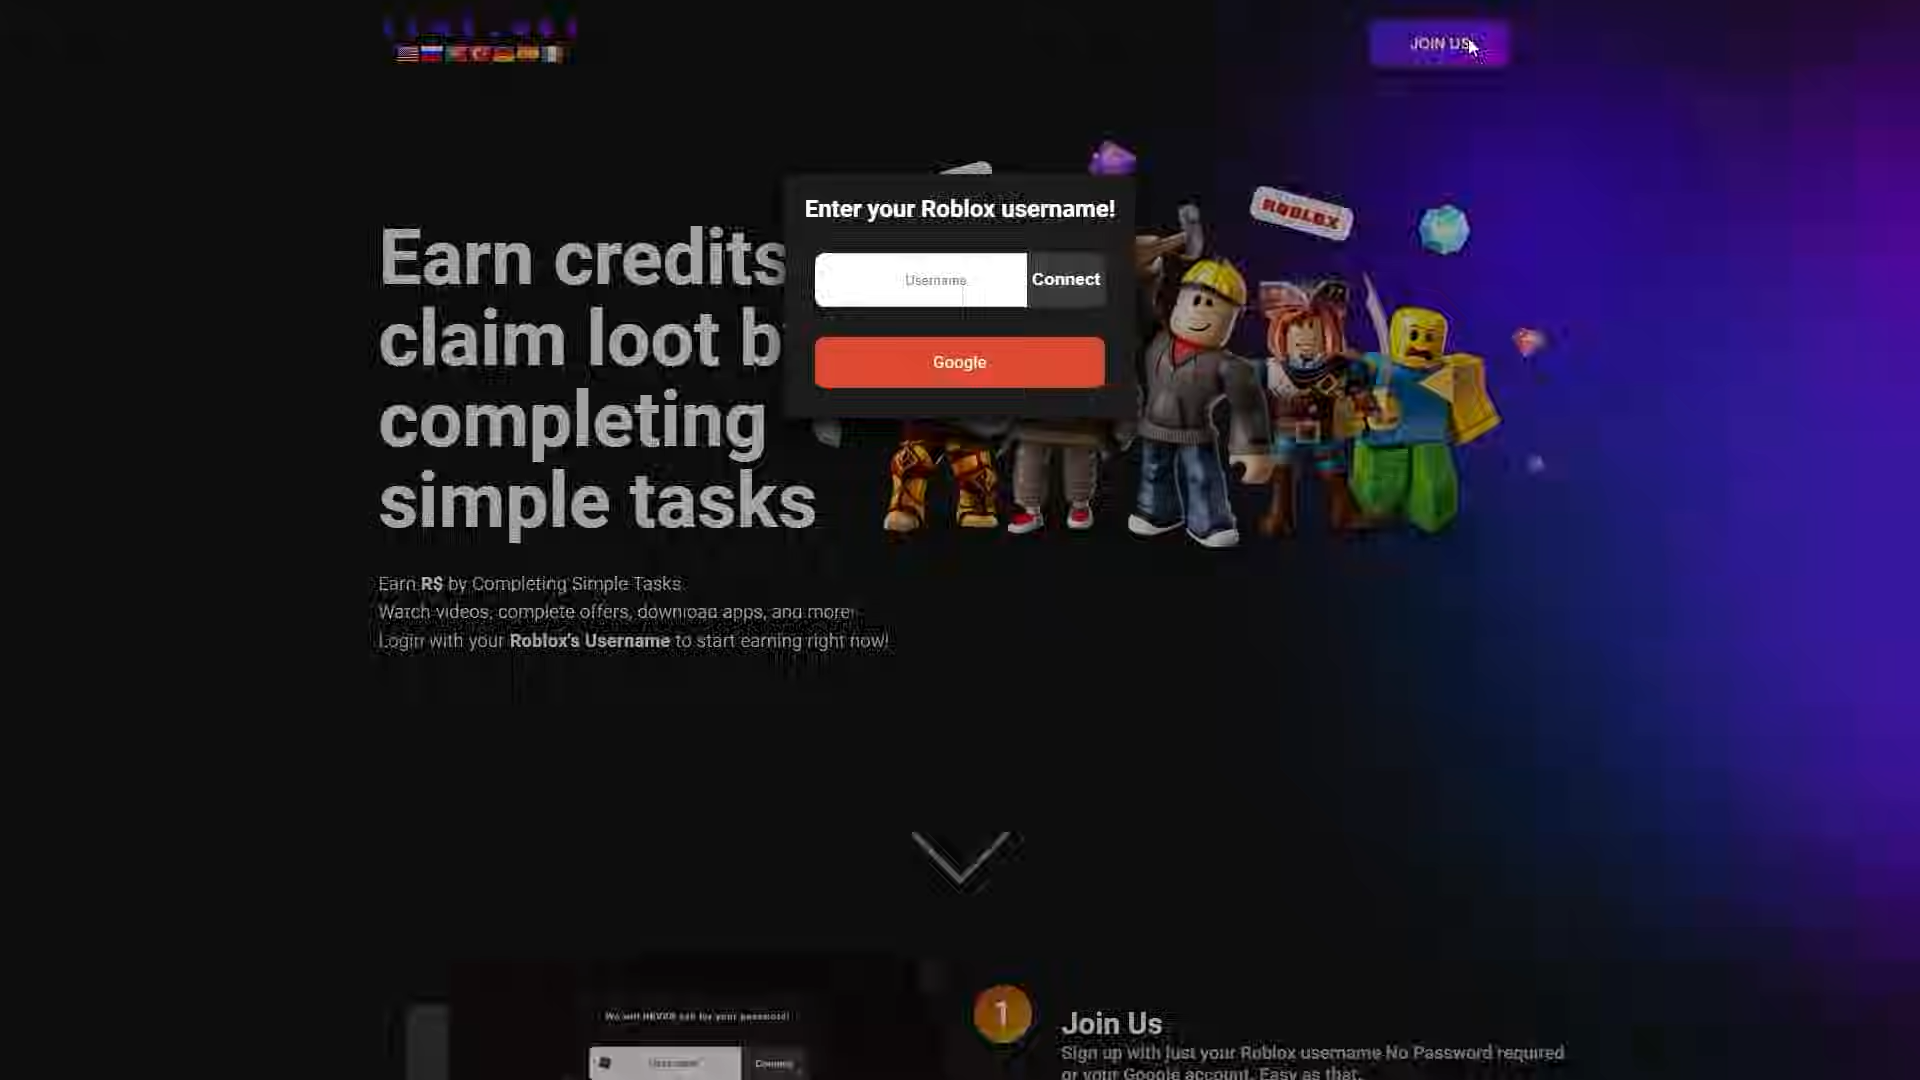 JOIN US
Enter your Roblox username!
Username
Connect
Google
Earn credits
claim loot b
completing
simple tasks
ROBLOX
Earn R$ by Completing Simple Tasks.
Watch videos, complete offers, download apps, and more!
Login with your Roblox's Username to start earning right now!
We will NEVER ask for your password!
Username
Connect
1
Join Us
Sign up with just your Roblox username No Password required
or your Google account. Easy as that.